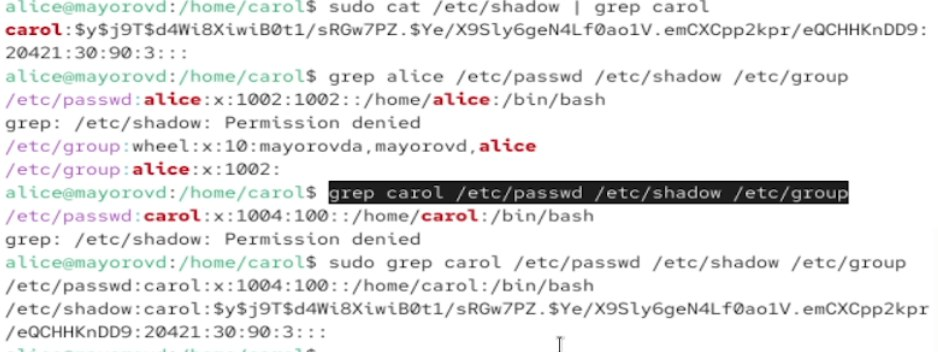 alice@mayorovd:/home/carol$ sudo cat /etc/shadow | grep carol
carol:$y$j9T$d4Wi8XiwiB0t1/sRGw7PZ.$Ye/X9Sly6geN4Lf0ao1V.emCXCpp2kpr/eQCHHKnDD9:
20421:30:90:3:::
alice@mayorovd:/home/carol$ grep alice /etc/passwd /etc/shadow /etc/group
/etc/passwd:alice:x:1002:1002::/home/alice:/bin/bash
grep: /etc/shadow: Permission denied
/etc/group:wheel:x:10:mayorovda,mayorovd,alice
/etc/group:alice:x:1002:
alice@mayorovd:/home/carol$ grep carol /etc/passwd /etc/shadow /etc/group
/etc/passwd:carol:x:1004:100::/home/carol:/bin/bash
grep: /etc/shadow: Permission denied
alice@mayorovd:/home/carol$ sudo grep carol /etc/passwd /etc/shadow /etc/group
/etc/passwd:carol:x:1004:100::/home/carol:/bin/bash
/etc/shadow:carol:$y$j9T$d4Wi8XiwiB0t1/sRGw7PZ.$Ye/X9Sly6geN4Lf0ao1V.emCXCpp2kpr
/eQCHHKnDD9:20421:30:90:3:::